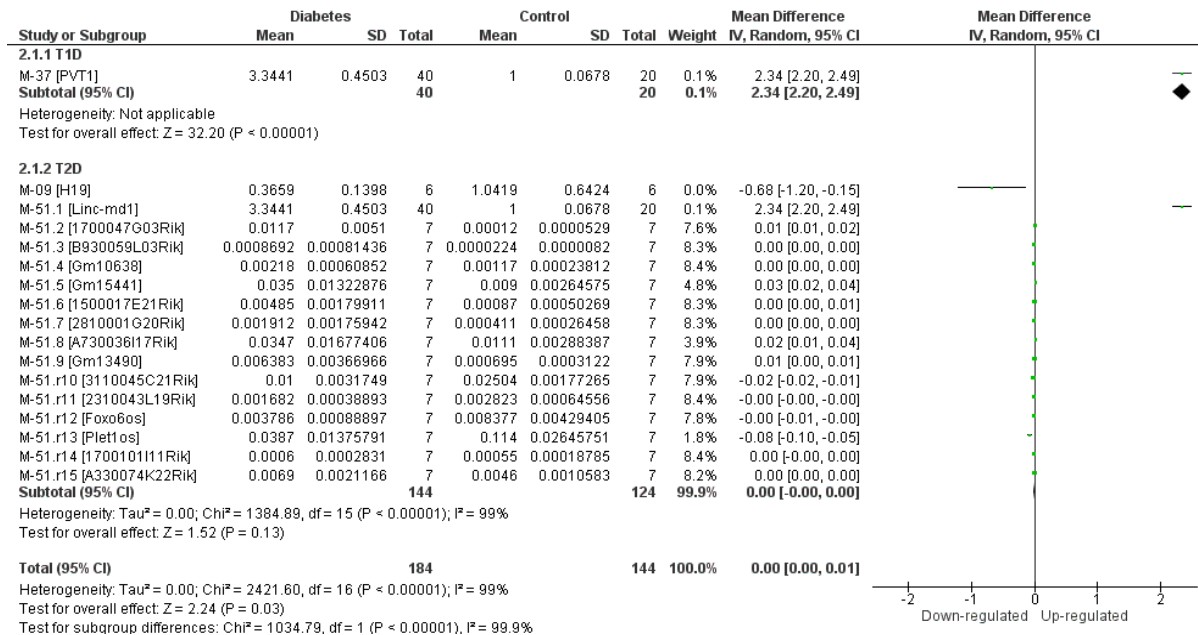 Diabetes Control Mean Difference Mean Difference
Study or Subgroup Mean SD Total Mean SD Total Weight IV, Random, 95% CI IV, Random, 95% CI
2.1.1 T1D
M-37 [PVT1] 3.3441 0.4503 40 1 0.0678 20 0.1% 2.34 [2.20, 2.49]
Subtotal (95% CI) 40 20 0.1% 2.34 [2.20, 2.49]
Heterogeneity: Not applicable
Test for overall effect: Z = 32.20 (P < 0.00001)
2.1.2 T2D
M-09 [H19] 0.3659 0.1398 6 1.0419 0.6424 6 0.0% -0.68 [-1.20, -0.15]
M-51.1 [Linc-md1] 3.3441 0.4503 40 1 0.0678 20 0.1% 2.34 [2.20, 2.49]
M-51.2 [1700047G03Rik] 0.0117 0.0051 7 0.00012 0.0000529 7 7.6% 0.01 [0.01, 0.02]
M-51.3 [B930059L03Rik] 0.0008692 0.00081436 7 0.0000224 0.0000082 7 8.3% 0.00 [0.00, 0.00]
M-51.4 [Gm10638] 0.00218 0.00060852 7 0.00117 0.00023812 7 8.4% 0.00 [0.00, 0.00]
M-51.5 [Gm15441] 0.035 0.01322876 7 0.009 0.00264575 7 4.8% 0.03 [0.02, 0.04]
M-51.6 [1500017E21Rik] 0.00485 0.00179911 7 0.00087 0.00050269 7 8.3% 0.00 [0.00, 0.01]
M-51.7 [2810001G20Rik] 0.001912 0.00175942 7 0.000411 0.00026458 7 8.3% 0.00 [0.00, 0.00]
M-51.8 [A730036I17Rik] 0.0347 0.01677406 7 0.0111 0.00288387 7 3.9% 0.02 [0.01, 0.04]
M-51.9 [Gm13490] 0.006383 0.00366966 7 0.000695 0.0003122 7 7.9% 0.01 [0.00, 0.01]
M-51.r10 [3110045C21Rik] 0.01 0.0031749 7 0.02504 0.00177265 7 7.9% -0.02 [-0.02, -0.01]
M-51.r11 [2310043L19Rik] 0.001682 0.00038893 7 0.002823 0.00064556 7 8.4% -0.00 [-0.00, -0.00]
M-51.r12 [Foxo6os] 0.003786 0.00088897 7 0.008377 0.00429405 7 7.8% -0.00 [-0.01, -0.00]
M-51.r13 [Plet1os] 0.0387 0.01375791 7 0.114 0.02645751 7 1.8% -0.08 [-0.10, -0.05]
M-51.r14 [1700101I11Rik] 0.0006 0.0002831 7 0.00055 0.00018785 7 8.4% 0.00 [-0.00, 0.00]
M-51.r15 [A330074K22Rik] 0.0069 0.0021166 7 0.0046 0.0010583 7 8.2% 0.00 [0.00, 0.00]
Subtotal (95% CI) 144 124 99.9% 0.00 [-0.00, 0.00]
Heterogeneity: Tau² = 0.00; Chi² = 1384.89, df = 15 (P < 0.00001); I² = 99%
Test for overall effect: Z = 1.52 (P = 0.13)
Total (95% CI) 184 144 100.0% 0.00 [0.00, 0.01]
Heterogeneity: Tau² = 0.00; Chi² = 2421.60, df = 16 (P < 0.00001); I² = 99%
Test for overall effect: Z = 2.24 (P = 0.03)
Test for subgroup differences: Chi² = 1034.79, df = 1 (P < 0.00001), I² = 99.9%
-2 -1 0 1 2
Down-regulated Up-regulated